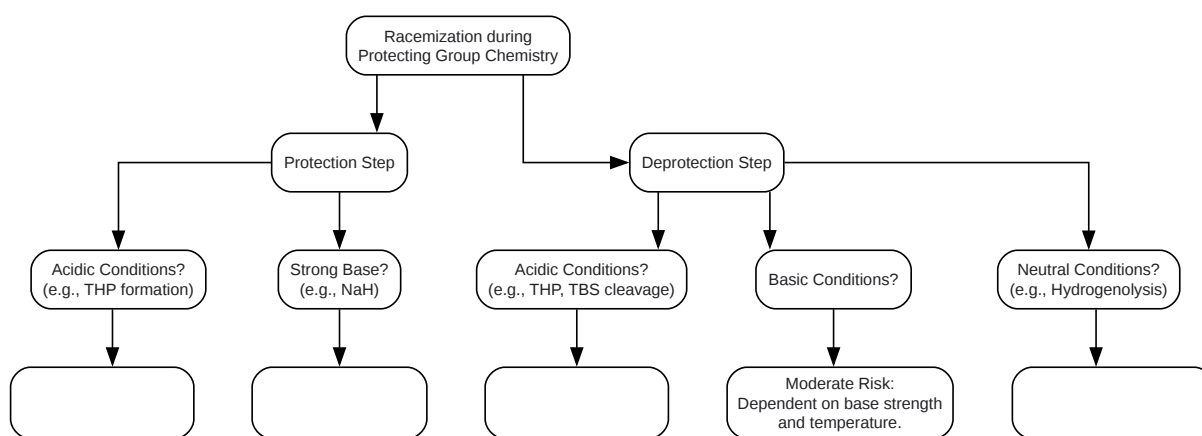 Racemization during
Protecting Group Chemistry
Protection Step
Deprotection Step
Acidic Conditions?
(e.g., THP formation)
Strong Base?
(e.g., NaH)
Acidic Conditions?
(e.g., THP, TBS cleavage)
Basic Conditions?
Neutral Conditions?
(e.g., Hydrogenolysis)
Moderate Risk:
Dependent on base strength
and temperature.